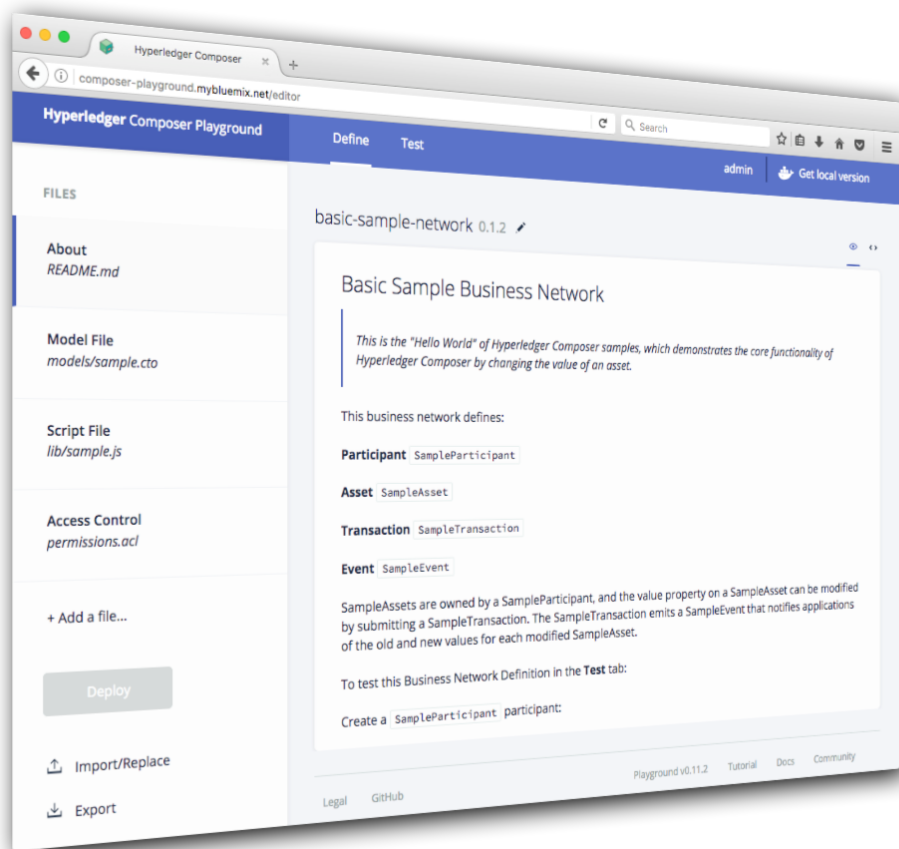 Hyperledger Composer × +
composer-playground.mybluemix.net/editor
Search
Hyperledger Composer Playground
Define
Test
admin
Get local version
FILES
About
README.md
Model File
models/sample.cto
Script File
lib/sample.js
Access Control
permissions.acl
+ Add a file...
Deploy
Import/Replace
Export
basic-sample-network 0.1.2
Basic Sample Business Network
This is the "Hello World" of Hyperledger Composer samples, which demonstrates the core functionality of
Hyperledger Composer by changing the value of an asset.
This business network defines:
Participant SampleParticipant
Asset SampleAsset
Transaction SampleTransaction
Event SampleEvent
SampleAssets are owned by a SampleParticipant, and the value property on a SampleAsset can be modified
by submitting a SampleTransaction. The SampleTransaction emits a SampleEvent that notifies applications
of the old and new values for each modified SampleAsset.
To test this Business Network Definition in the Test tab:
Create a SampleParticipant participant:
Legal
GitHub
Playground v0.11.2
Tutorial
Docs
Community